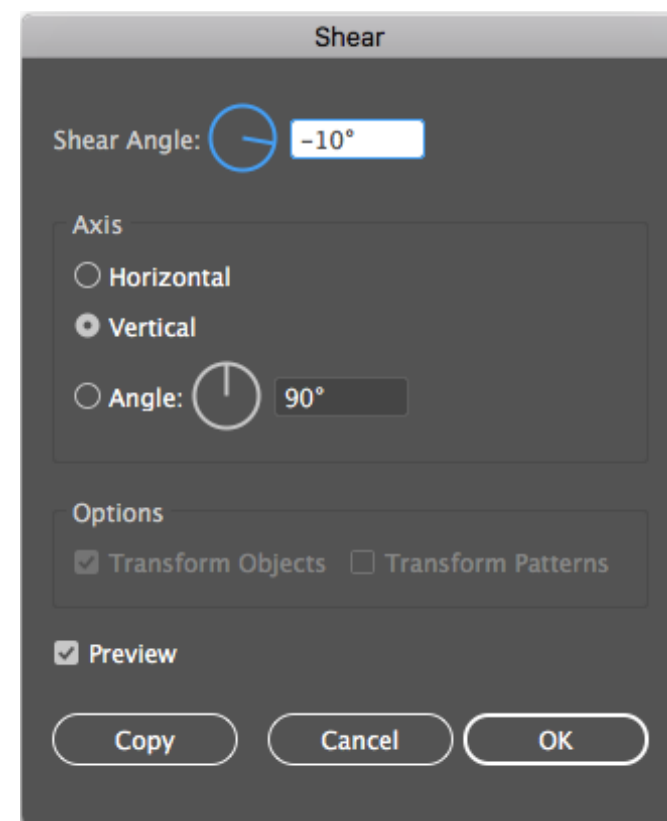 Shear
Shear Angle: -10°
Axis
Horizontal
Vertical
Angle: 90°
Options
Transform Objects Transform Patterns
Preview
Copy Cancel OK